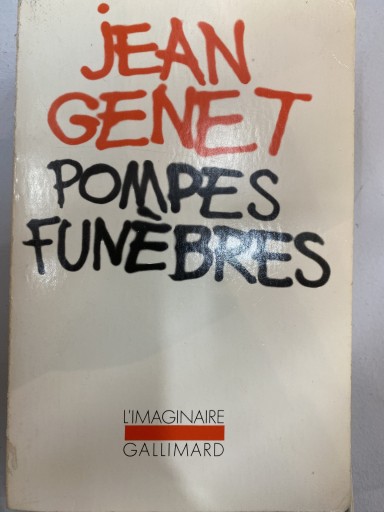 JEAN
GENET
POMPES
FUNÈBRES
L'IMAGINAIRE
GALLIMARD